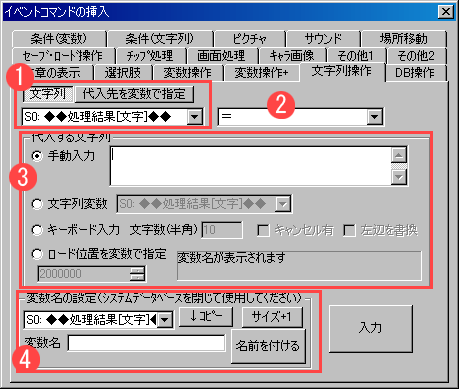 イベントコマンドの挿入
条件(変数) 条件(文字列) ピクチャ サウンド 場所移動
セーブ・ロード操作 チップ処理 画面処理 キャラ画像 その他1 その他2
章の表示 選択肢 変数操作 変数操作+ 文字列操作 DB操作
1
文字列 代入先を変数で指定
2
S0: ◆◆処理結果[文字]◆◆ ＝
代入する文字列
3
手動入力
文字列変数 S0: ◆◆処理結果[文字]◆◆
キーボード入力 文字数(半角) 10 キャンセル有 左辺を書換
ロード位置を変数で指定
2000000 変数名が表示されます
変数名の設定(システムデータベースを閉じて使用してください)
S0: ◆◆処理結果[文字]◆ ↓コピー サイズ+1
4
変数名 名前を付ける
入力